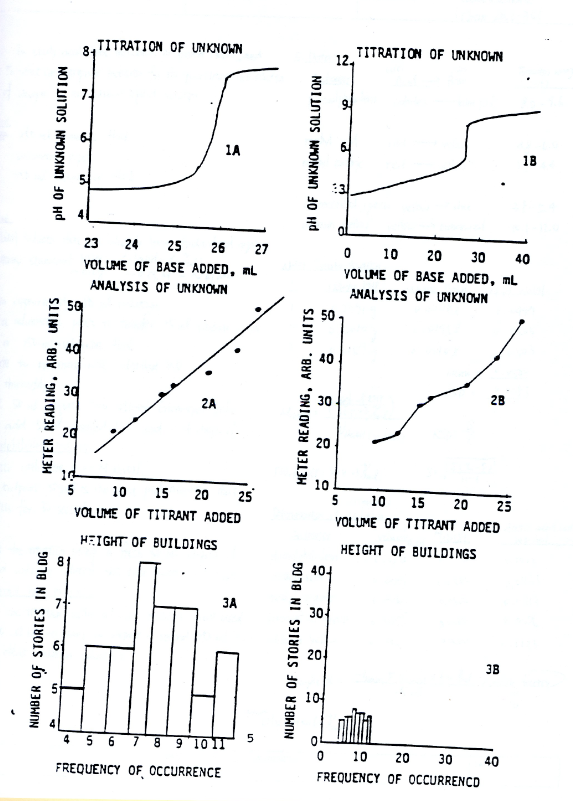 TITRATION OF UNKNOWN
8
7
6
5
4
pH OF UNKNOWN SOLUTION
1A
23 24 25 26 27
VOLUME OF BASE ADDED, mL
TITRATION OF UNKNOWN
12
9
6
3
0
pH OF UNKNOWN SOLUTION
1B
0 10 20 30 40
VOLUME OF BASE ADDED, mL
ANALYSIS OF UNKNOWN
50
40
30
20
10
METER READING, ARB. UNITS
2A
5 10 15 20 25
VOLUME OF TITRANT ADDED
ANALYSIS OF UNKNOWN
50
40
30
20
10
METER READING, ARB. UNITS
2B
5 10 15 20 25
VOLUME OF TITRANT ADDED
HEIGHT OF BUILDINGS
8
7
6
5
4
NUMBER OF STORIES IN BLDG
3A
4 5 6 7 8 9 10 11 5
FREQUENCY OF OCCURRENCE
HEIGHT OF BUILDINGS
40
30
20
10
0
NUMBER OF STORIES IN BLDG
3B
0 10 20 30 40
FREQUENCY OF OCCURRENCD